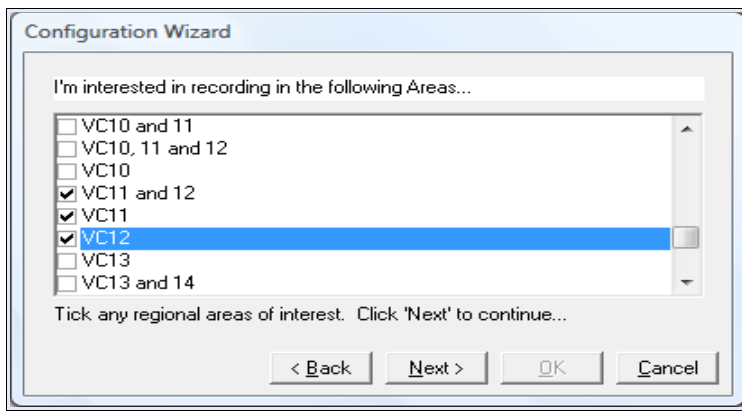 Configuration Wizard
I'm interested in recording in the following Areas...
VC10 and 11
VC10, 11 and 12
VC10
VC11 and 12
VC11
VC12
VC13
VC13 and 14
Tick any regional areas of interest. Click 'Next' to continue...
< Back
Next >
OK
Cancel